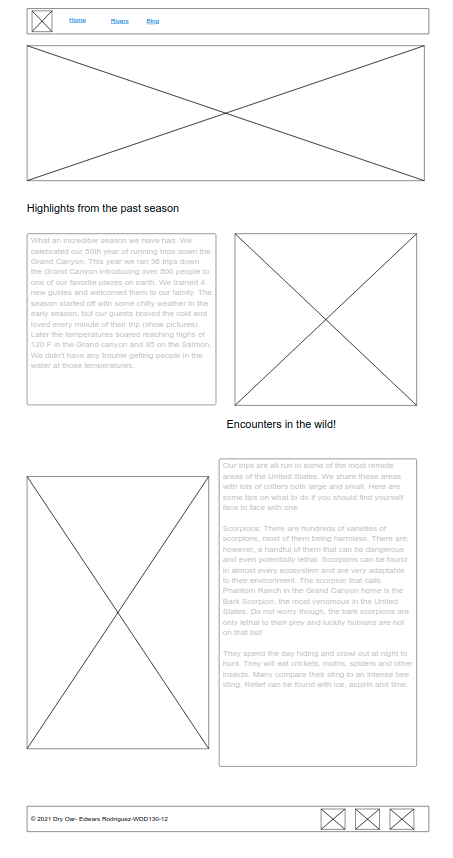 Home Rivers Blog
Highlights from the past season
What an incredible season we have had. We
celebrated our 50th year of running trips down the
Grand Canyon. This year we ran 36 trips down
the Grand Canyon introducing over 500 people to
one of our favorite places on earth. We trained 4
new guides and welcomed them to our family. The
season started off with some chilly weather in the
early season, but our guests braved the cold and
loved every minute of their trip (show pictures).
Later the temperatures soared reaching highs of
120 F in the Grand canyon and 95 on the Salmon.
We didn't have any trouble getting people in the
water at those temperatures.
Encounters in the wild!
Our trips are all run in some of the most remote
areas of the United States. We share these areas
with lots of critters both large and small. Here are
some tips on what to do if you should find yourself
face to face with one.
Scorpions: There are hundreds of varieties of
scorpions, most of them being harmless. There are,
however, a handful of them that can be dangerous
and even potentially lethal. Scorpions can be found
in almost every ecosystem and are very adaptable
to their environment. The scorpion that calls
Phantom Ranch in the Grand Canyon home is the
Bark Scorpion, the most venomous in the United
States. Do not worry though, the bark scorpions are
only lethal to their prey and luckily humans are not
on that list!
They spend the day hiding and crawl out at night to
hunt. They will eat crickets, moths, spiders and other
insects. Many compare their sting to an intense bee
sting. Relief can be found with ice, aspirin and time.
© 2021 Dry Oar- Edwars Rodriguez-WDD130-12